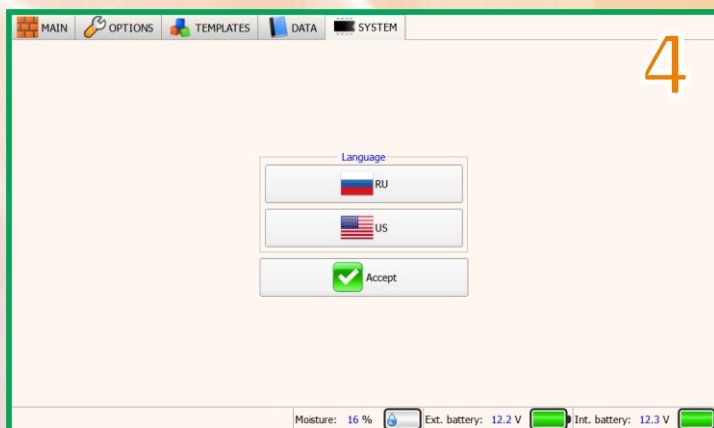 MAIN OPTIONS TEMPLATES DATA SYSTEM
4
Language
RU
US
Accept
Moisture: 16 % Ext. battery: 12.2 V Int. battery: 12.3 V